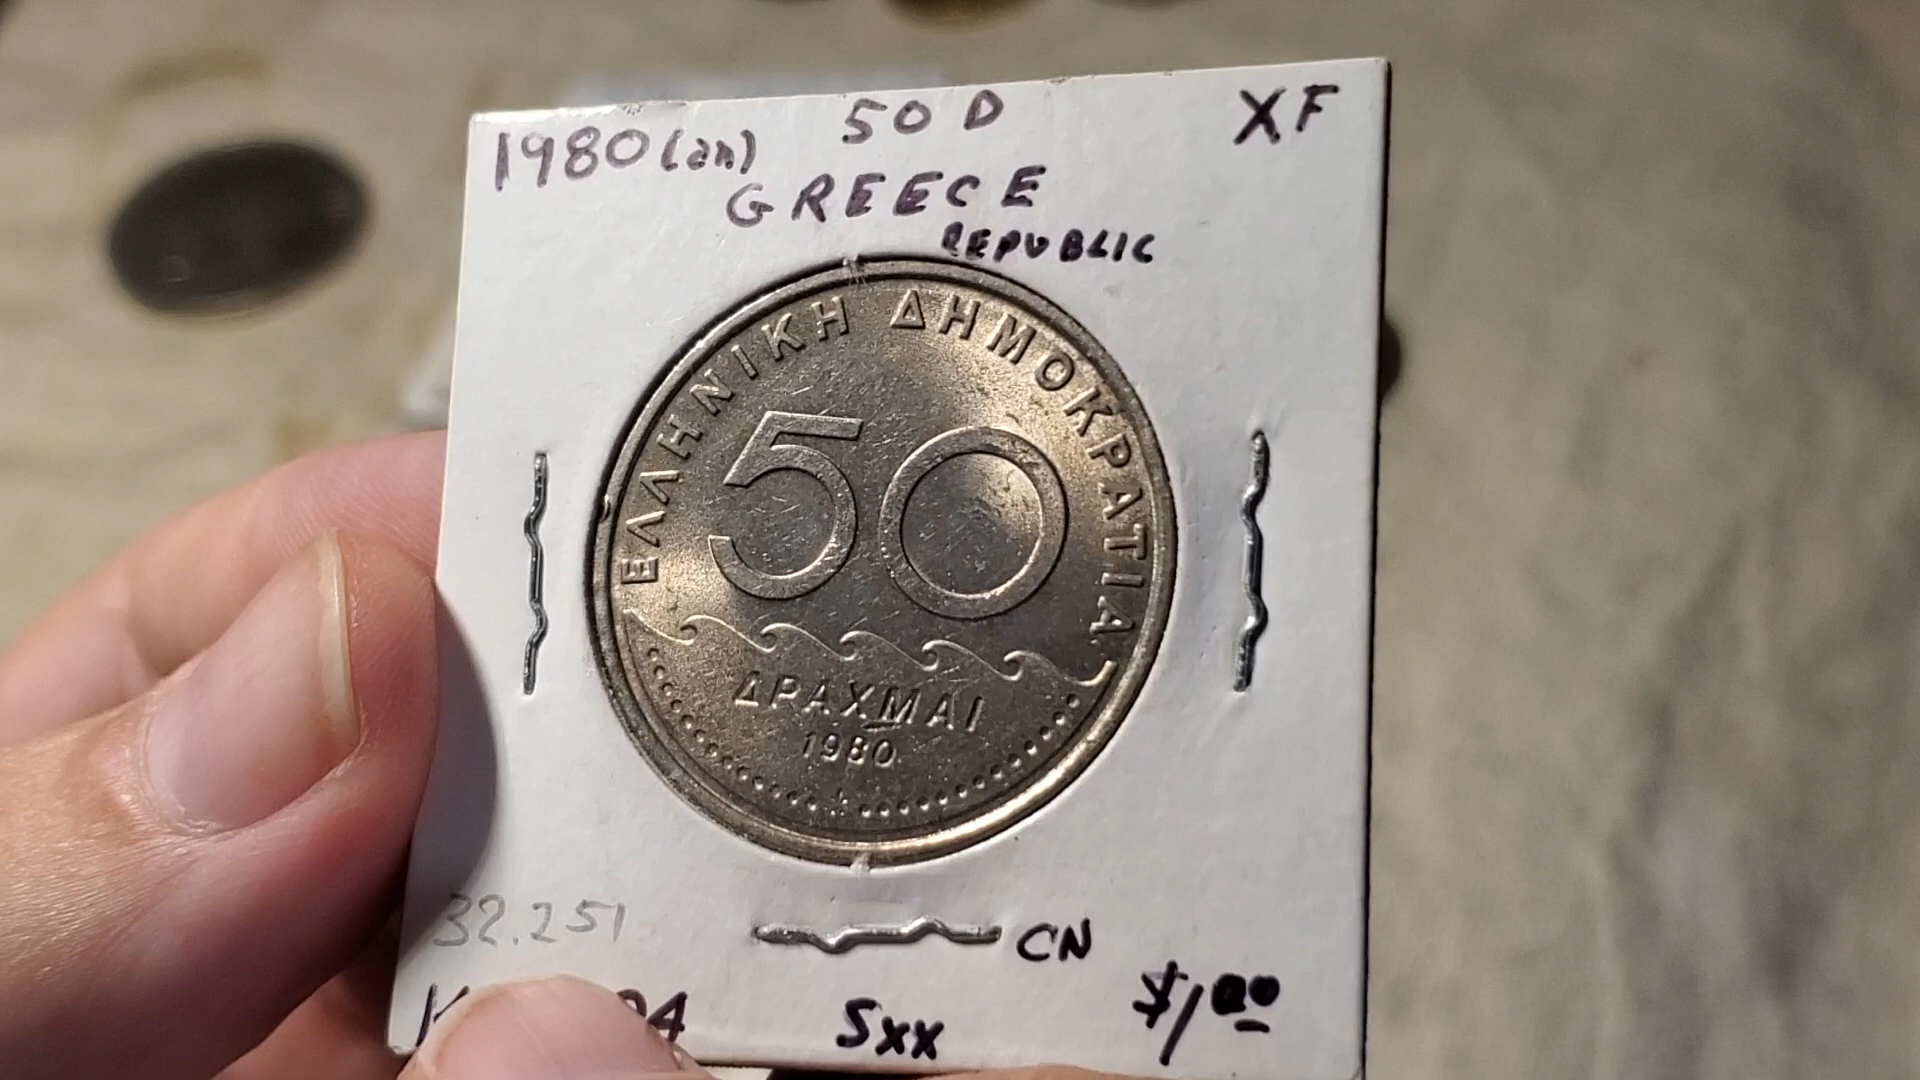 1980(an) 50 D XF
GREECE
REPUBLIC
ΕΛΛΗΝΙΚΗ ΔΗΜΟΚΡΑΤΙΑ
50
ΔΡΑΧΜΑΙ
1980
32.251
CN
Sxx $1.00